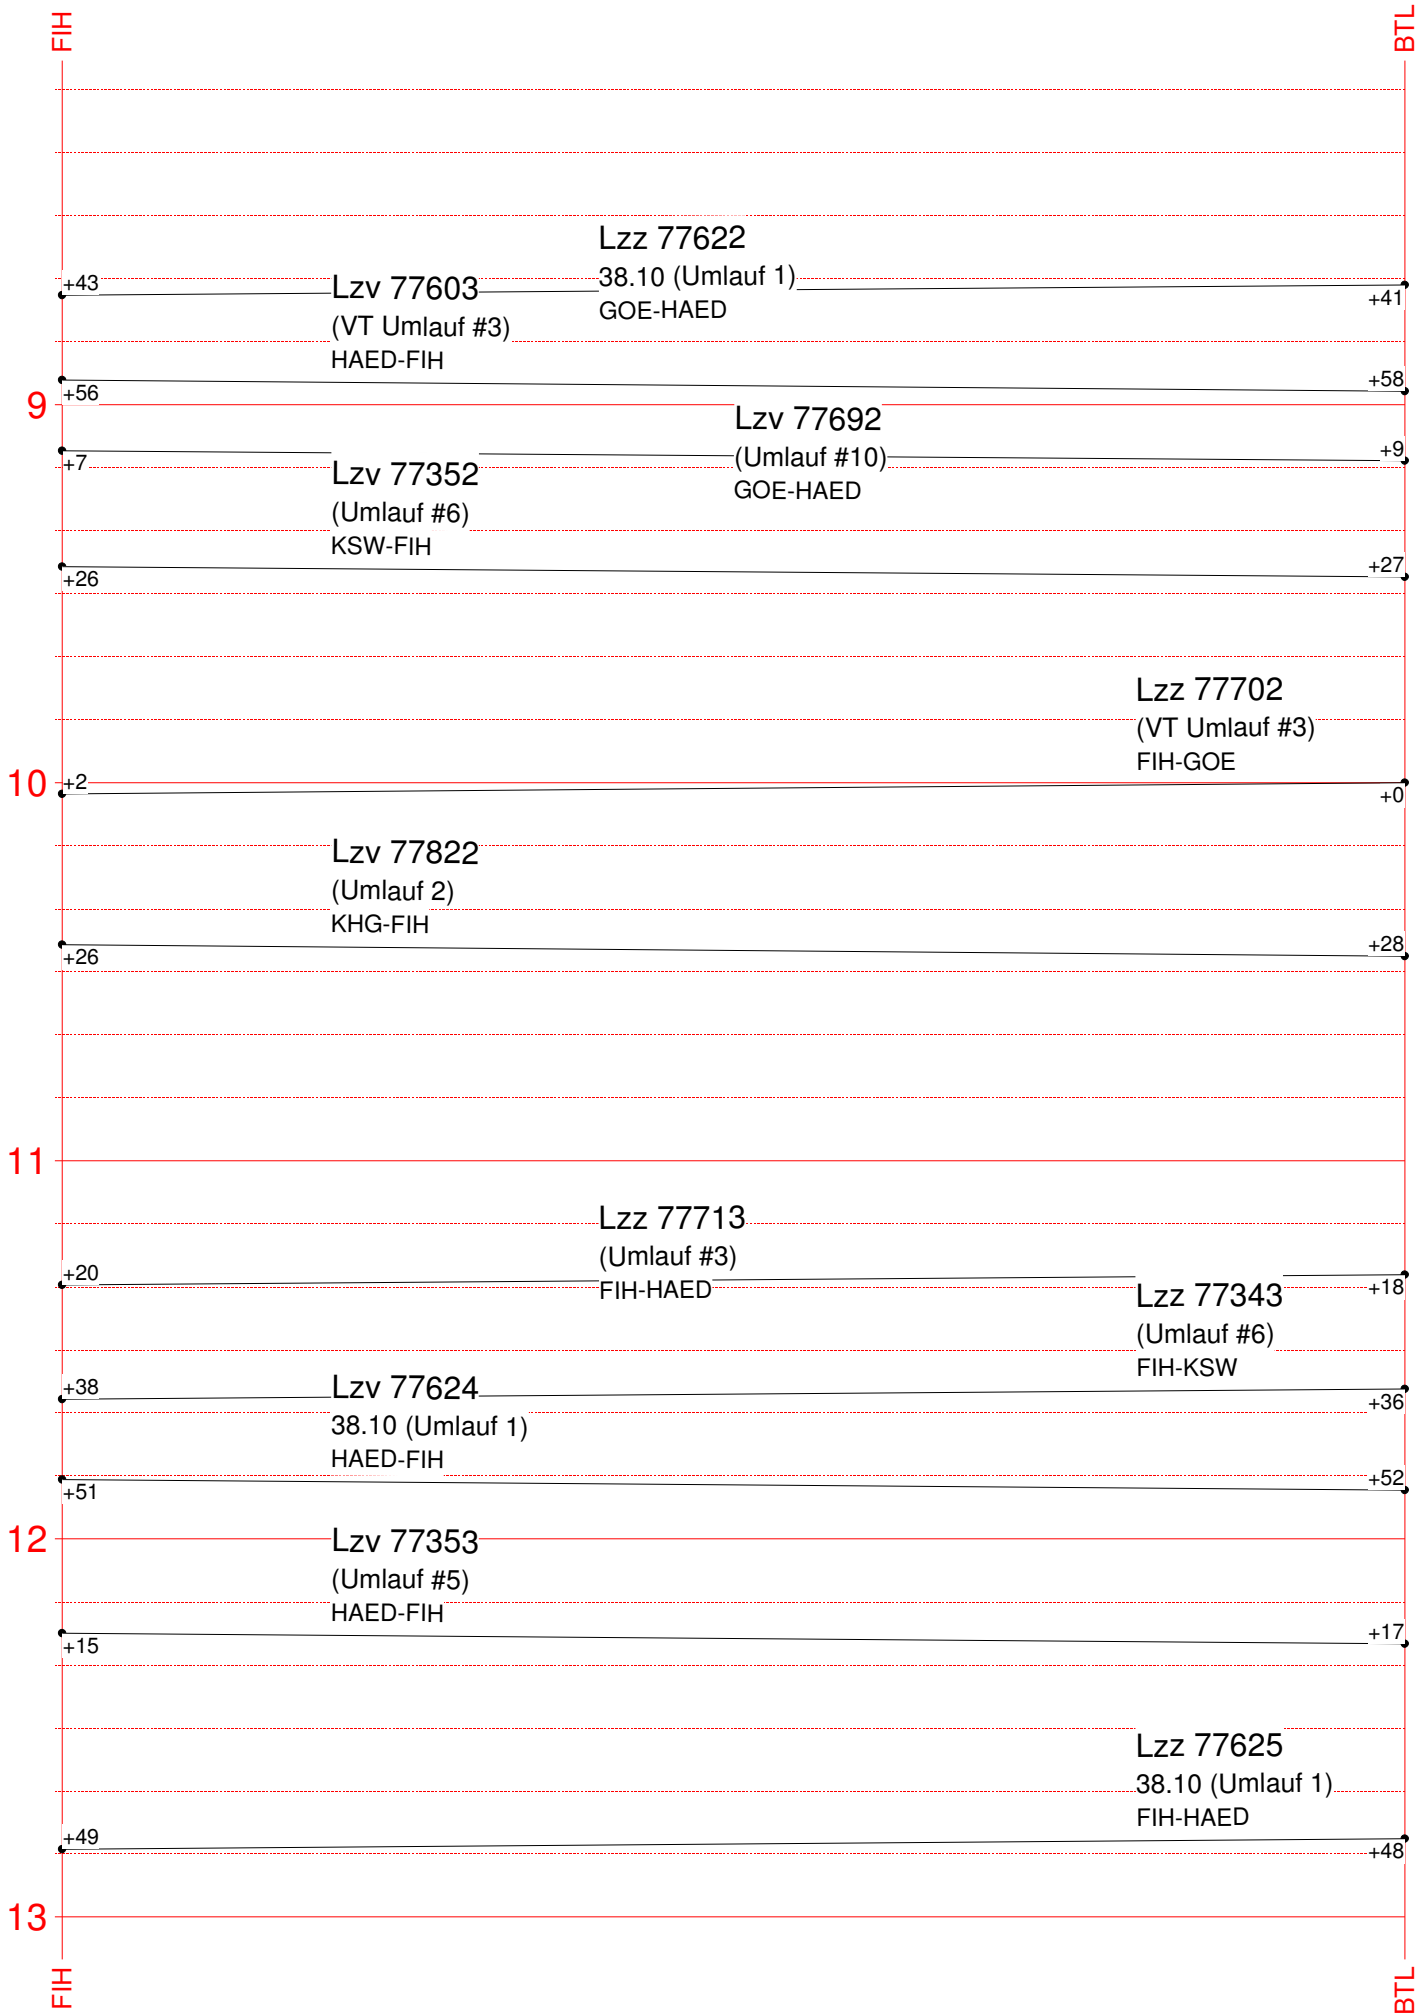 FIH BTL
Lzz 77622
38.10 (Umlauf 1)
GOE-HAED
+43
Lzv 77603
(VT Umlauf #3)
HAED-FIH
+41
+56
+58
9
Lzv 77692
(Umlauf #10)
GOE-HAED
+7
+9
Lzv 77352
(Umlauf #6)
KSW-FIH
+26
+27
Lzz 77702
(VT Umlauf #3)
FIH-GOE
10
+2
+0
Lzv 77822
(Umlauf 2)
KHG-FIH
+26
+28
11
Lzz 77713
(Umlauf #3)
FIH-HAED
+20
+18
Lzz 77343
(Umlauf #6)
FIH-KSW
+38
+36
Lzv 77624
38.10 (Umlauf 1)
HAED-FIH
+51
+52
12
Lzv 77353
(Umlauf #5)
HAED-FIH
+15
+17
Lzz 77625
38.10 (Umlauf 1)
FIH-HAED
+49
+48
13
FIH BTL